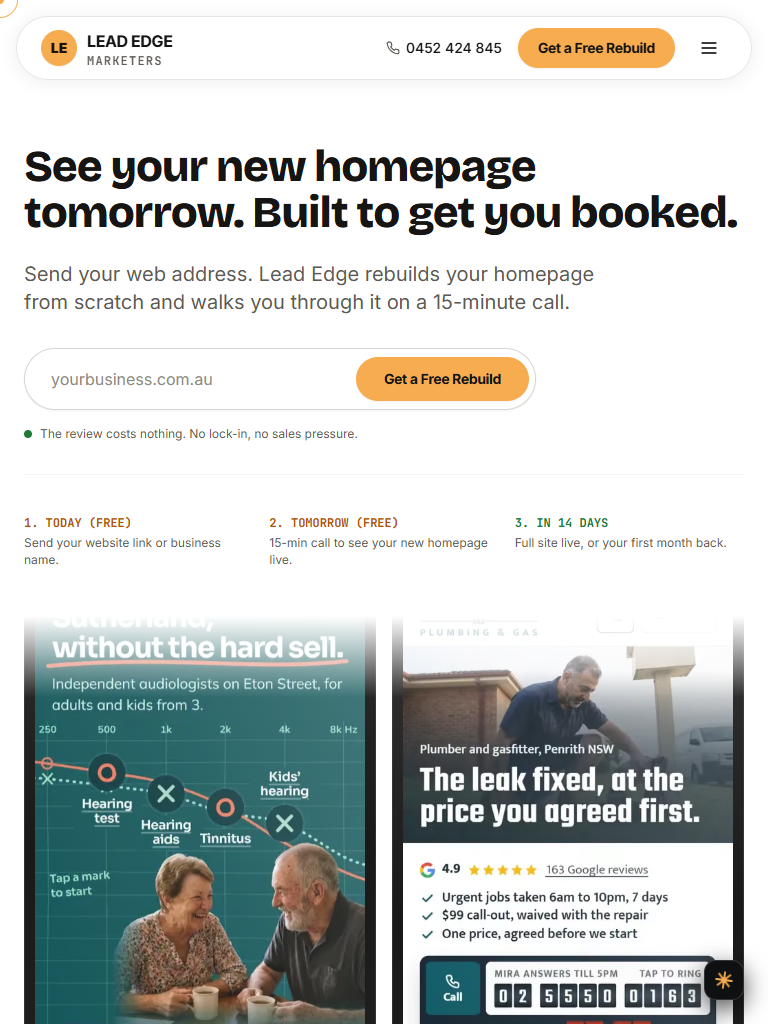 LE
LEAD EDGE
MARKETERS
0452 424 845
Get a Free Rebuild
See your new homepage
tomorrow. Built to get you booked.
Send your web address. Lead Edge rebuilds your homepage
from scratch and walks you through it on a 15-minute call.
yourbusiness.com.au
Get a Free Rebuild
The review costs nothing. No lock-in, no sales pressure.
1. TODAY (FREE)
Send your website link or business
name.
2. TOMORROW (FREE)
15-min call to see your new homepage
live.
3. IN 14 DAYS
Full site live, or your first month back.
Sutherland,
without the hard sell.
Independent audiologists on Eton Street, for
adults and kids from 3.
250 500 1k 2k 4k 8k Hz
Hearing
test
Hearing
aids
Tinnitus
Kids'
hearing
Tap a mark
to start
PLUMBING & GAS
Plumber and gasfitter, Penrith NSW
The leak fixed, at the
price you agreed first.
4.9
163 Google reviews
Urgent jobs taken 6am to 10pm, 7 days
$99 call-out, waived with the repair
One price, agreed before we start
Call
MIRA ANSWERS TILL 5PM
TAP TO RING
02 5550 0163